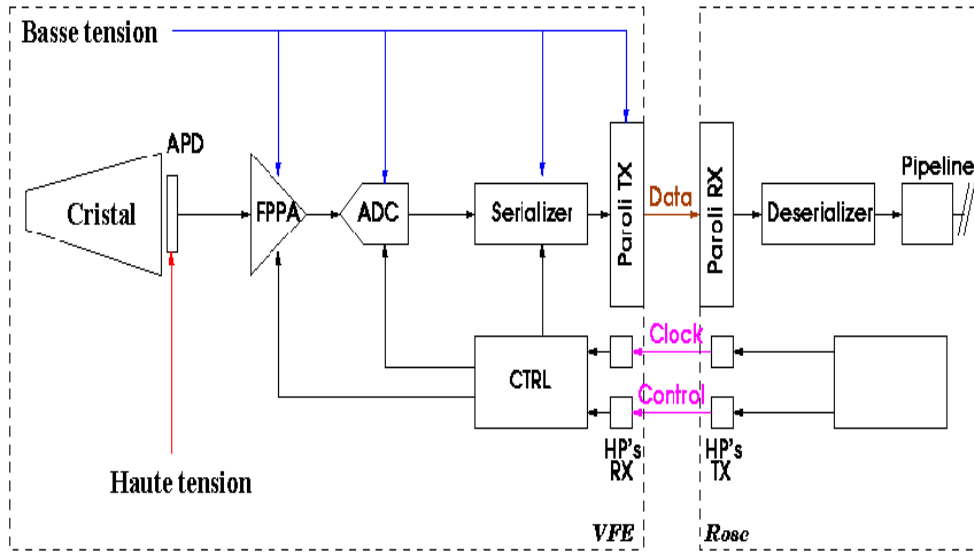 Basse tension
APD
Cristal
FPPA
ADC
Serializer
Paroli TX
Data
Paroli RX
Deserializer
Pipeline
CTRL
Clock
Control
HP's
RX
HP's
TX
Haute tension
VFE
Rose